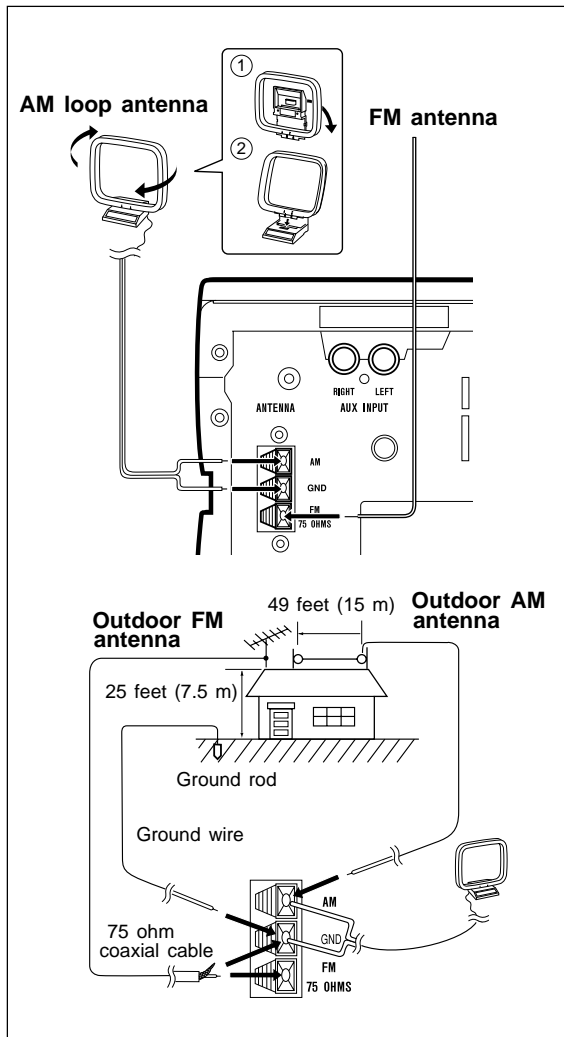 1
AM loop antenna
FM antenna
2
RIGHT LEFT
ANTENNA AUX INPUT
AM
GND
FM
75 OHMS
49 feet (15 m)
Outdoor FM
antenna
Outdoor AM
antenna
25 feet (7.5 m)
Ground rod
Ground wire
AM
75 ohm
coaxial cable
GND
FM
75 OHMS